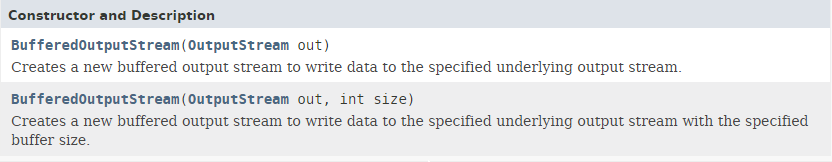 Constructor and Description
BufferedOutputStream(OutputStream out)
Creates a new buffered output stream to write data to the specified underlying output stream.
BufferedOutputStream(OutputStream out, int size)
Creates a new buffered output stream to write data to the specified underlying output stream with the specified
buffer size.